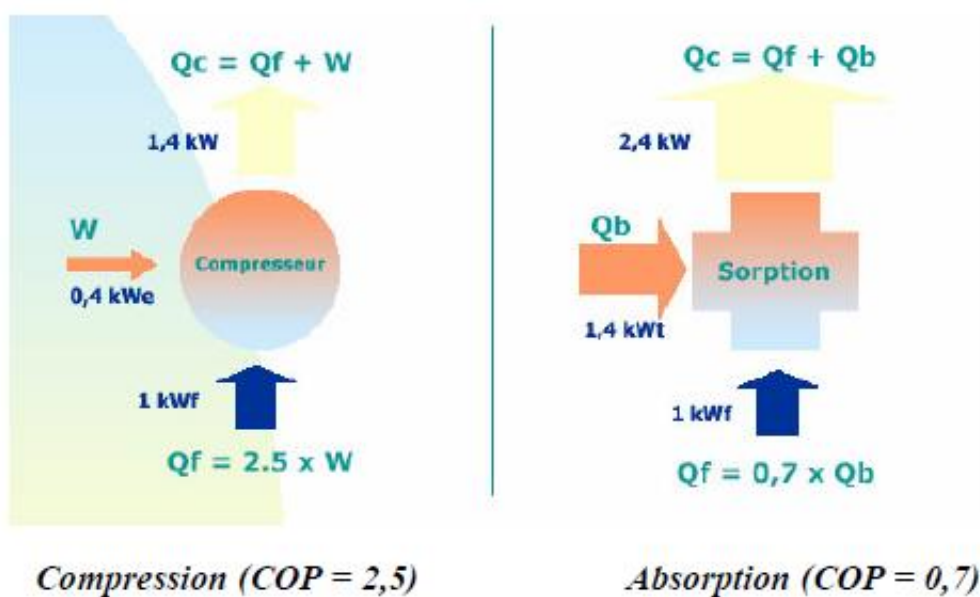 Qc = Qf + W
1,4 kW
W
Compresseur
0,4 kWe
1 kWf
Qf = 2.5 x W
Compression (COP = 2,5)
Qc = Qf + Qb
2,4 kW
Qb
Sorption
1,4 kWt
1 kWf
Qf = 0,7 x Qb
Absorption (COP = 0,7)